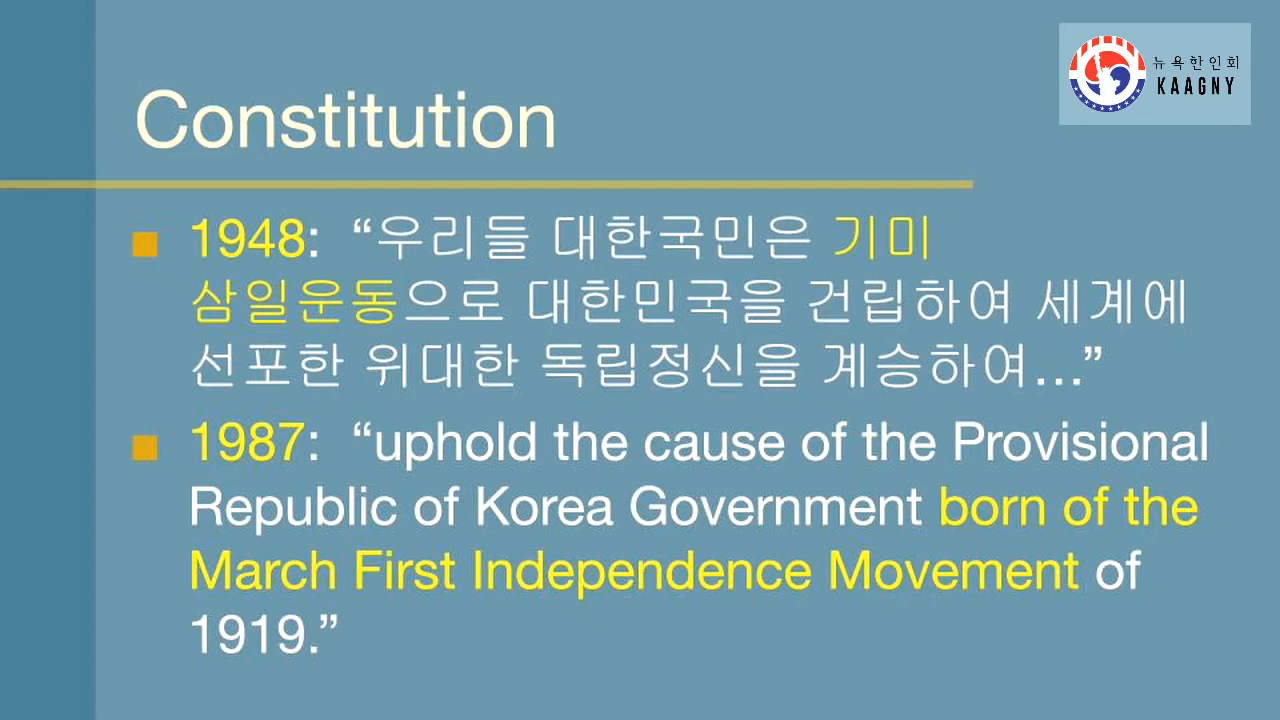 뉴욕한인회
KAAGNY
Constitution
■ 1948: “우리들 대한국민은 기미
삼일운동으로 대한민국을 건립하여 세계에
선포한 위대한 독립정신을 계승하여...”
■ 1987: “uphold the cause of the Provisional
Republic of Korea Government born of the
March First Independence Movement of
1919.”